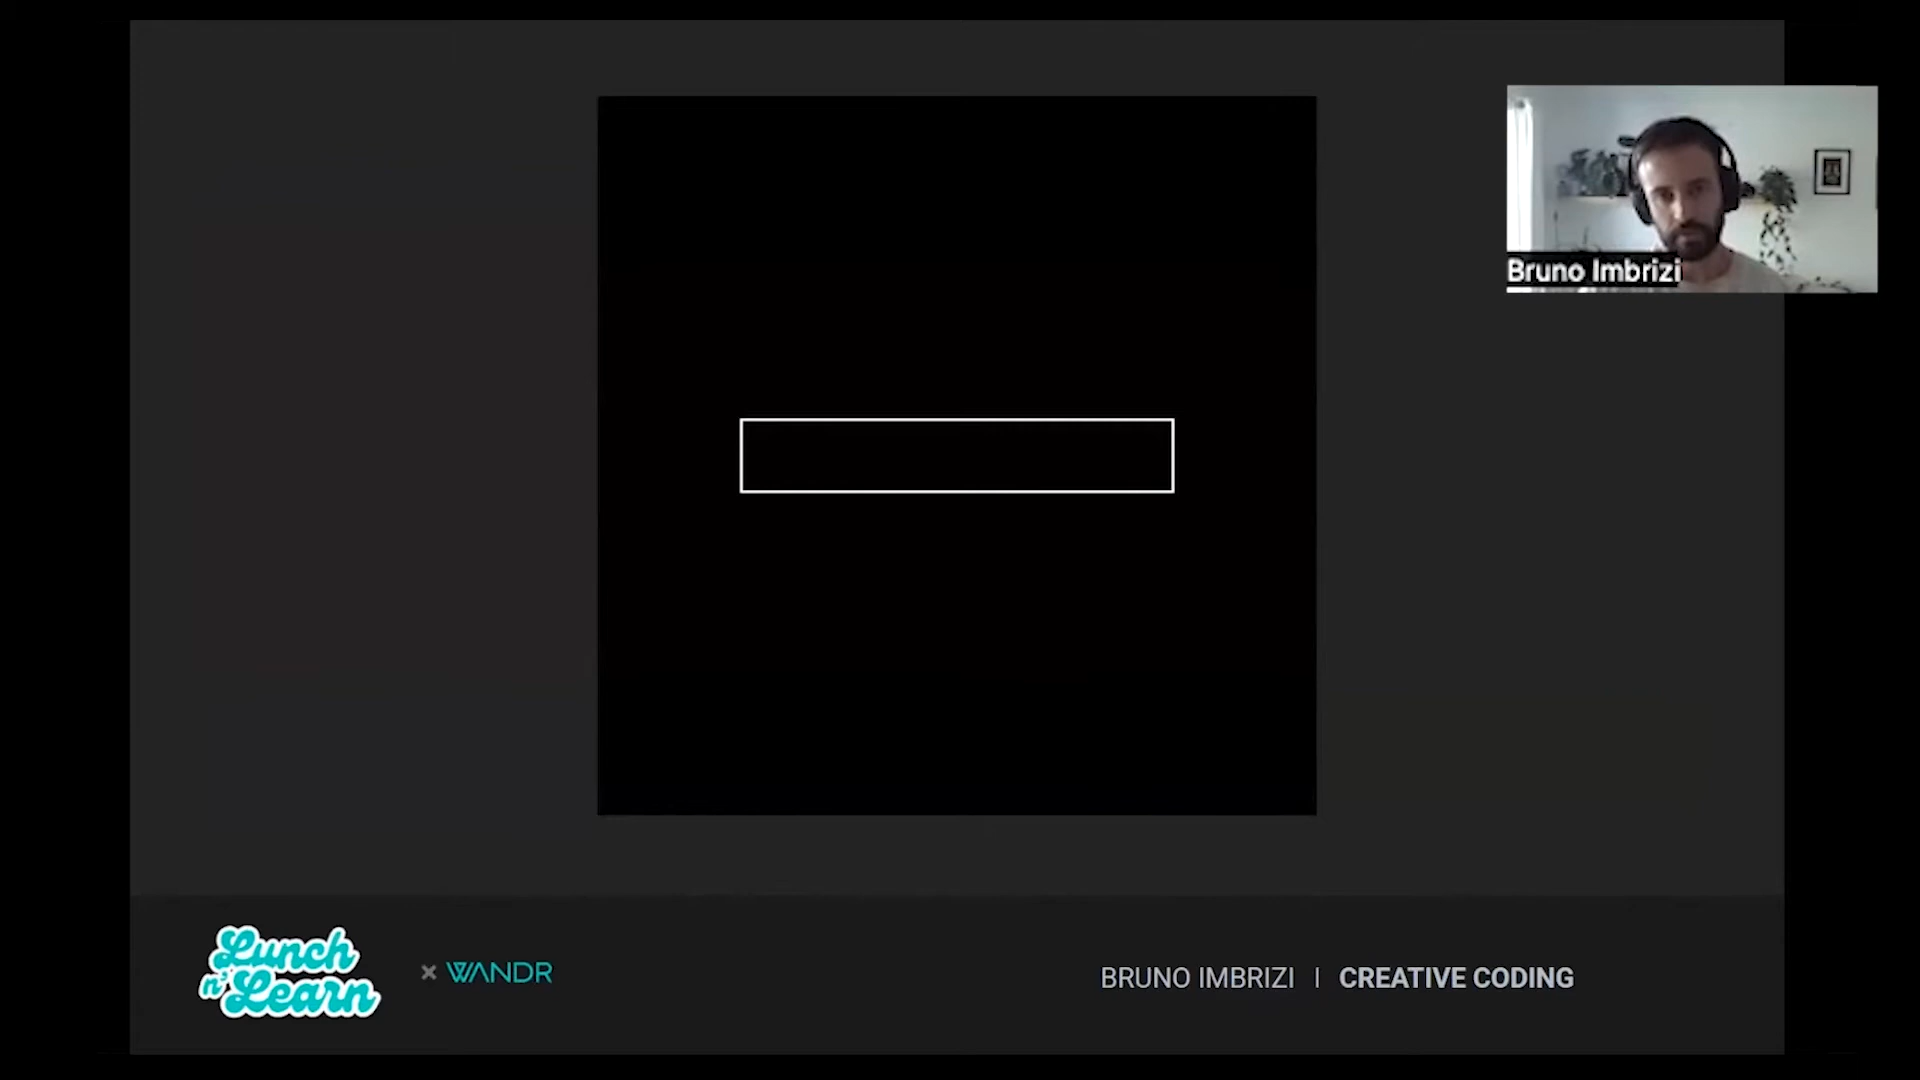 Bruno Imbrizi
Lunch
n' Learn
× WANDR
BRUNO IMBRIZI | CREATIVE CODING